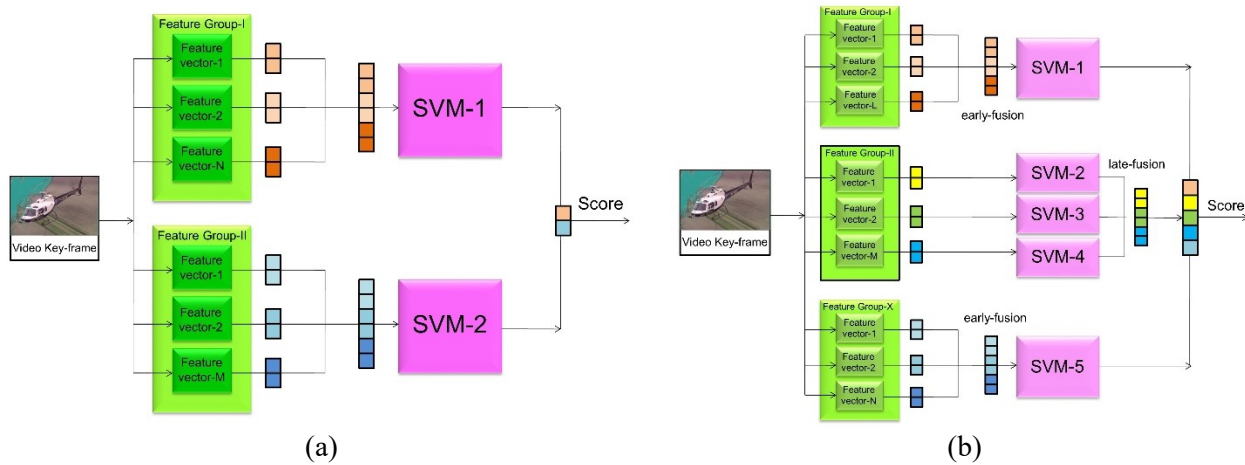 Feature Group-I
Feature
vector-1
Feature
vector-2
Feature
vector-N
SVM-1
Video Key-frame
Score
Feature Group-II
Feature
vector-1
Feature
vector-2
Feature
vector-M
SVM-2
(a)
Feature Group-I
Feature
vector-1
Feature
vector-2
Feature
vector-L
SVM-1
early-fusion
Feature Group-II
Feature
vector-1
Feature
vector-2
Feature
vector-M
SVM-2
SVM-3
SVM-4
late-fusion
Video Key-frame
Score
Feature Group-X
Feature
vector-1
Feature
vector-2
Feature
vector-N
early-fusion
SVM-5
(b)